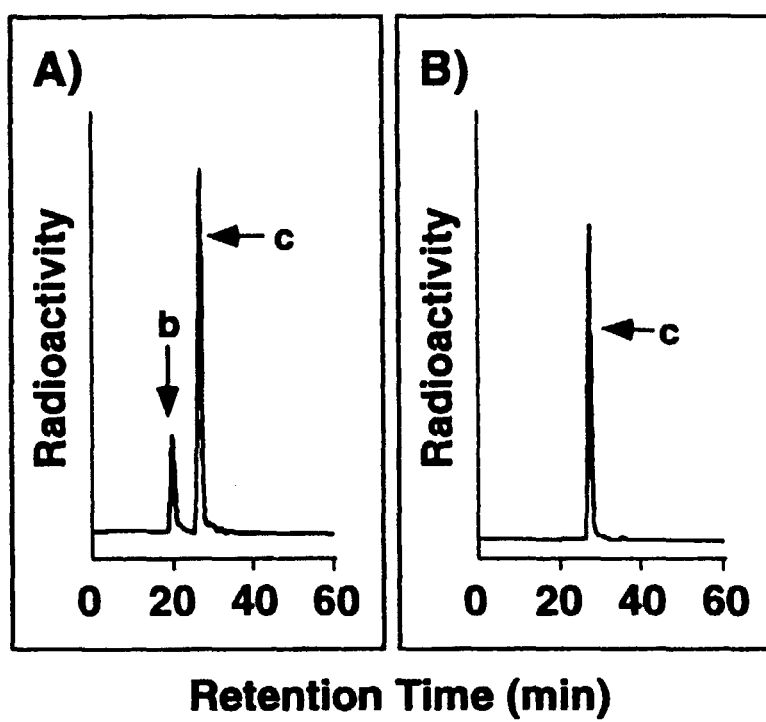 A)
Radioactivity
b
c
0 20 40 60
B)
Radioactivity
c
0 20 40 60
Retention Time (min)